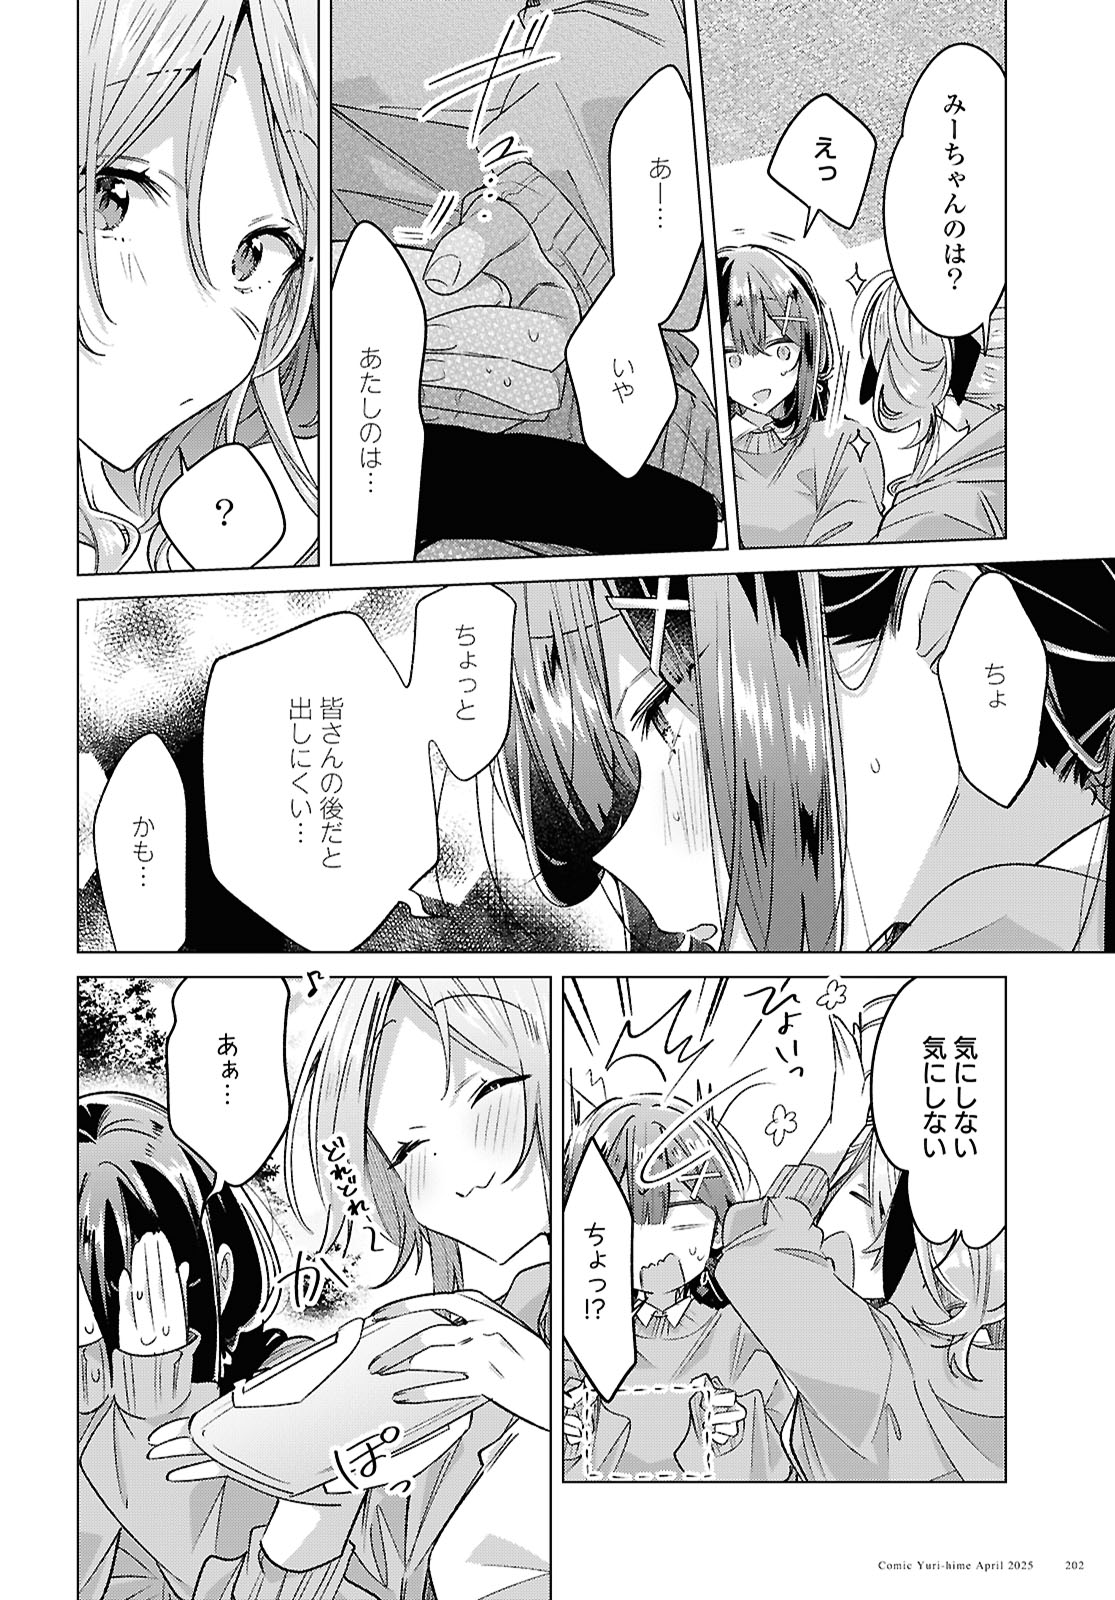 みーちゃんのは？
えっ
あー…
いや
あたしのは…
？
ちょ
ちょっと
皆さんの後だと
出しにくい…
かも…
気にしない
気にしない
ひょいっ
ちょっ!?
どれどれ〜
あぁ…
かぱっ
Comic Yuri-hime April 2025
202